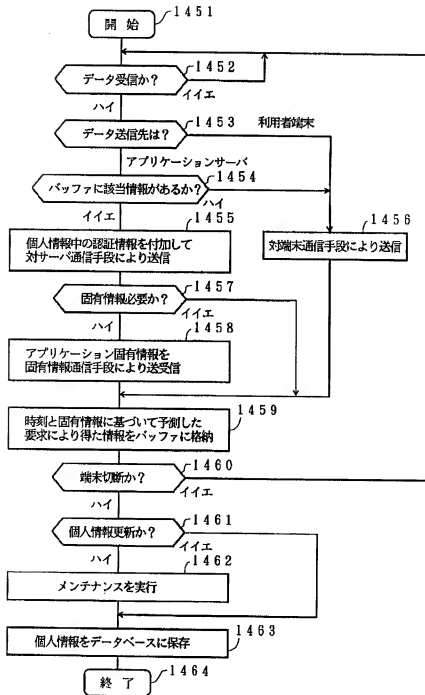 1451
開始
1452
データ受信か？
イイエ
ハイ
1453
データ送信先は？
利用者端末
アプリケーションサーバ
1454
バッファに該当情報があるか？
ハイ
イイエ
1455
1456
個人情報中の認証情報を付加して
対サーバ通信手段により送信
対端末通信手段により送信
1457
固有情報必要か？
イイエ
ハイ
1458
アプリケーション固有情報を
固有情報通信手段により送受信
1459
時刻と固有情報に基づいて予測した
要求により得た情報をバッファに格納
1460
端末切断か？
イイエ
ハイ
1461
個人情報更新か？
イイエ
ハイ
1462
メンテナンスを実行
1463
個人情報をデータベースに保存
1464
終了